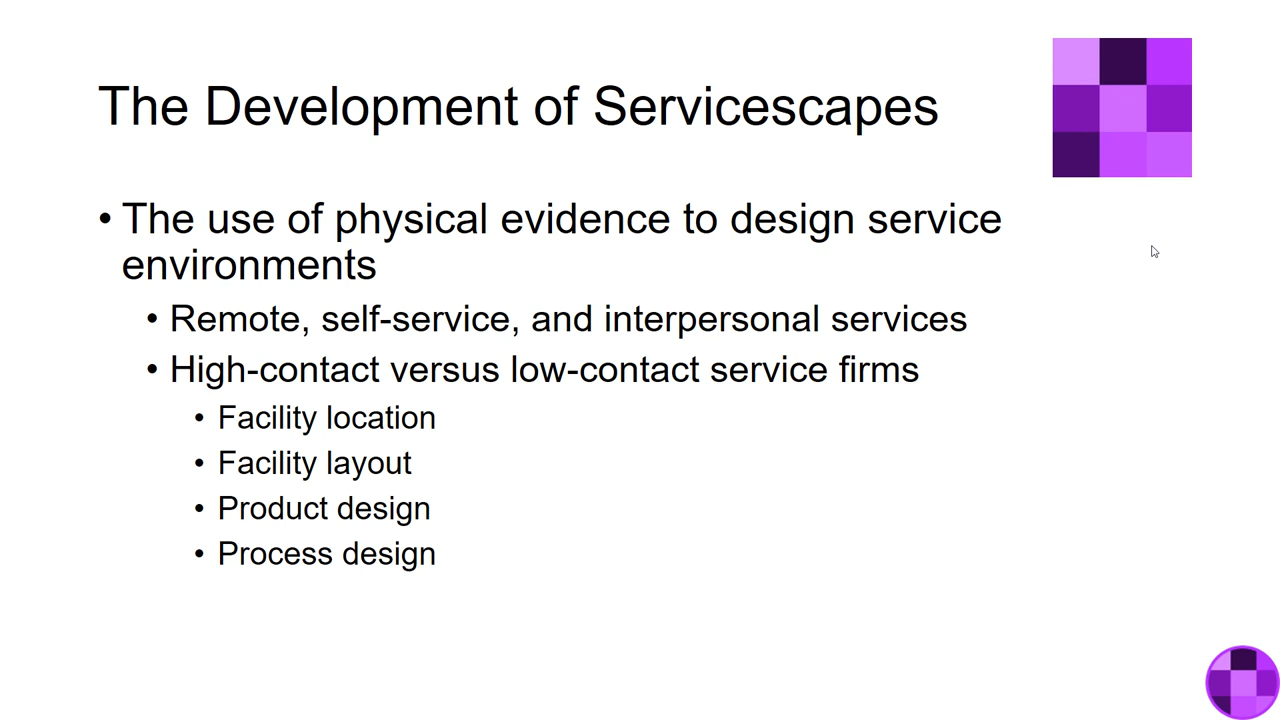 The Development of Servicescapes
• The use of physical evidence to design service
environments
• Remote, self-service, and interpersonal services
• High-contact versus low-contact service firms
• Facility location
• Facility layout
• Product design
• Process design